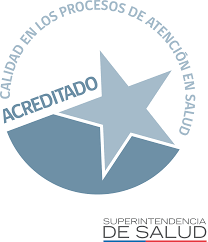 CALIDAD EN LOS PROCESOS DE ATENCIÓN EN SALUD
ACREDITADO
SUPERINTENDENCIA
DE SALUD